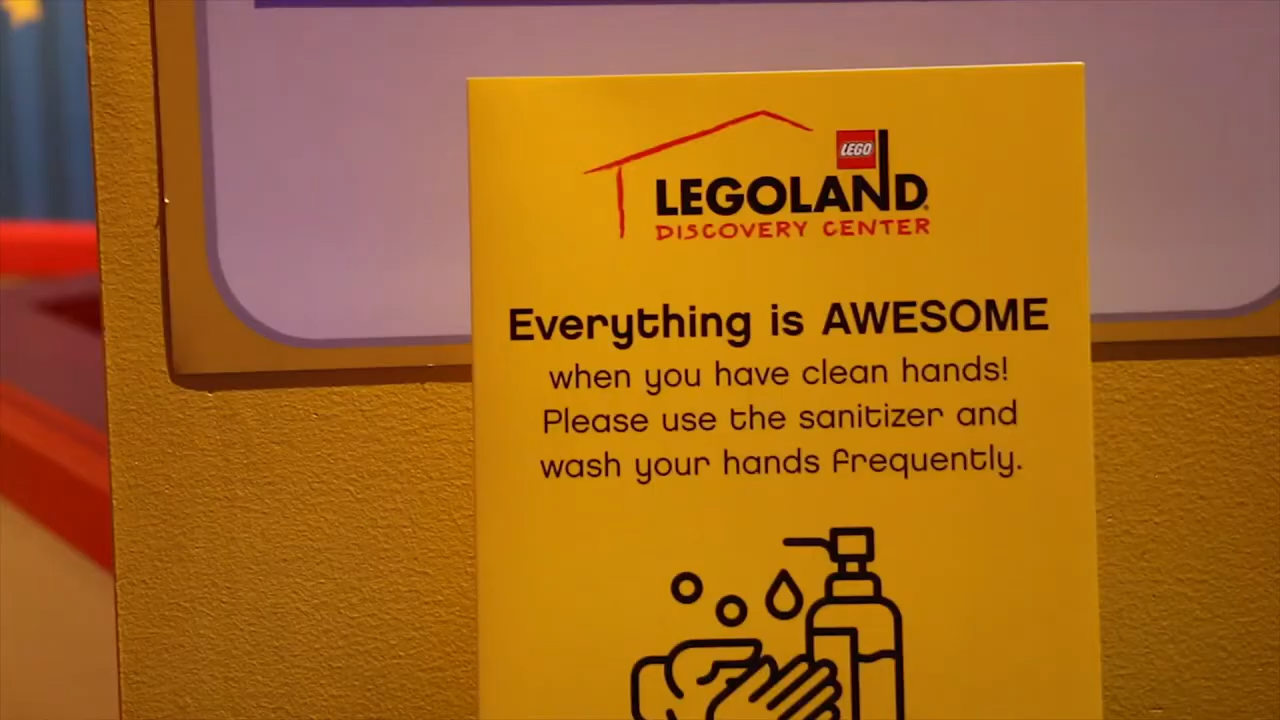 LEGO
LEGOLAND®
DISCOVERY CENTER
Everything is AWESOME
when you have clean hands!
Please use the sanitizer and
wash your hands frequently.